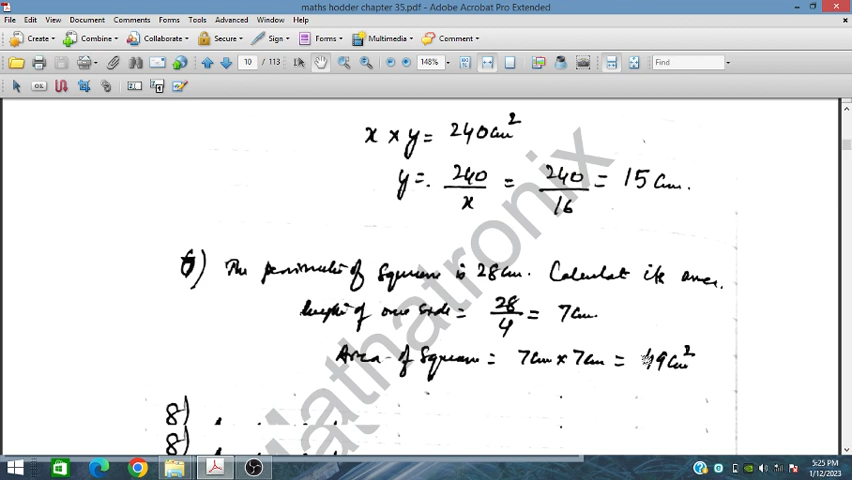 maths hodder chapter 35.pdf - Adobe Acrobat Pro Extended
File Edit View Document Comments Forms Tools Advanced Window Help
Create Combine Collaborate Secure Sign Forms Multimedia Comment
10 / 113 148% Find
x × y = 240cm²
y = 240/x = 240/16 = 15cm.
The perimeter of Square is 28cm. Calculate its area.
length of one side = 28/4 = 7cm.
Area of Square = 7cm × 7cm = 49cm²
8)
8)
Mathatronix
5:25 PM
1/12/2023